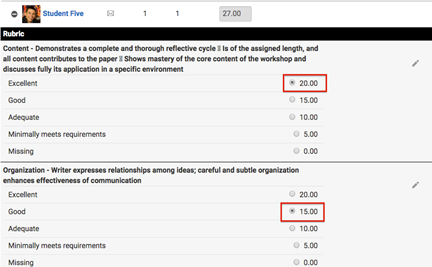 Student Five 1 1 27.00
Rubric
Content - Demonstrates a complete and thorough reflective cycle ▯ Is of the assigned length, and
all content contributes to the paper ▯ Shows mastery of the core content of the workshop and
discusses fully its application in a specific environment
Excellent 20.00
Good 15.00
Adequate 10.00
Minimally meets requirements 5.00
Missing 0.00
Organization - Writer expresses relationships among ideas; careful and subtle organization
enhances effectiveness of communication
Excellent 20.00
Good 15.00
Adequate 10.00
Minimally meets requirements 5.00
Missing 0.00